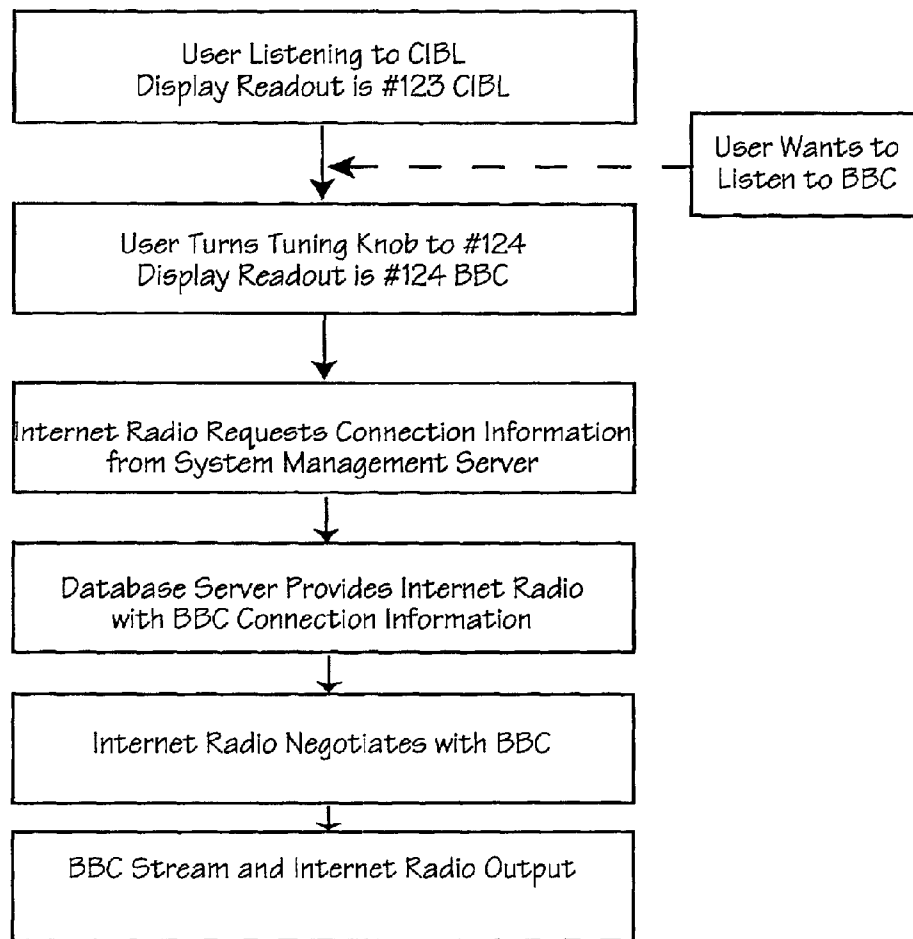 User Listening to CIBL
Display Readout is #123 CIBL
User Wants to
Listen to BBC
User Turns Tuning Knob to #124
Display Readout is #124 BBC
Internet Radio Requests Connection Information
from System Management Server
Database Server Provides Internet Radio
with BBC Connection Information
Internet Radio Negotiates with BBC
BBC Stream and Internet Radio Output